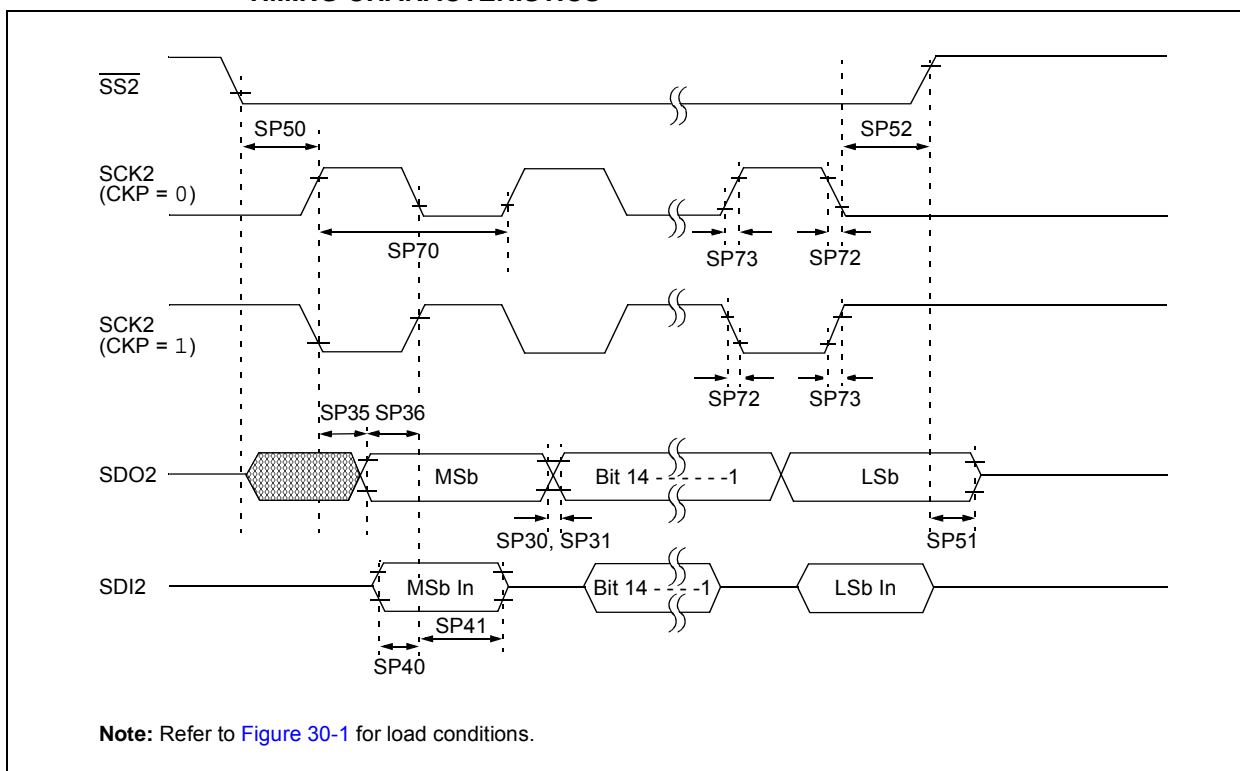 SS2
SP50
SP52
SCK2
(CKP = 0)
SP70
SP73
SP72
SCK2
(CKP = 1)
SP72
SP73
SP35 SP36
SDO2
MSb
Bit 14 - - - - - -1
LSb
SP30, SP31
SP51
SDI2
MSb In
Bit 14 - - - -1
LSb In
SP41
SP40
Note: Refer to Figure 30-1 for load conditions.